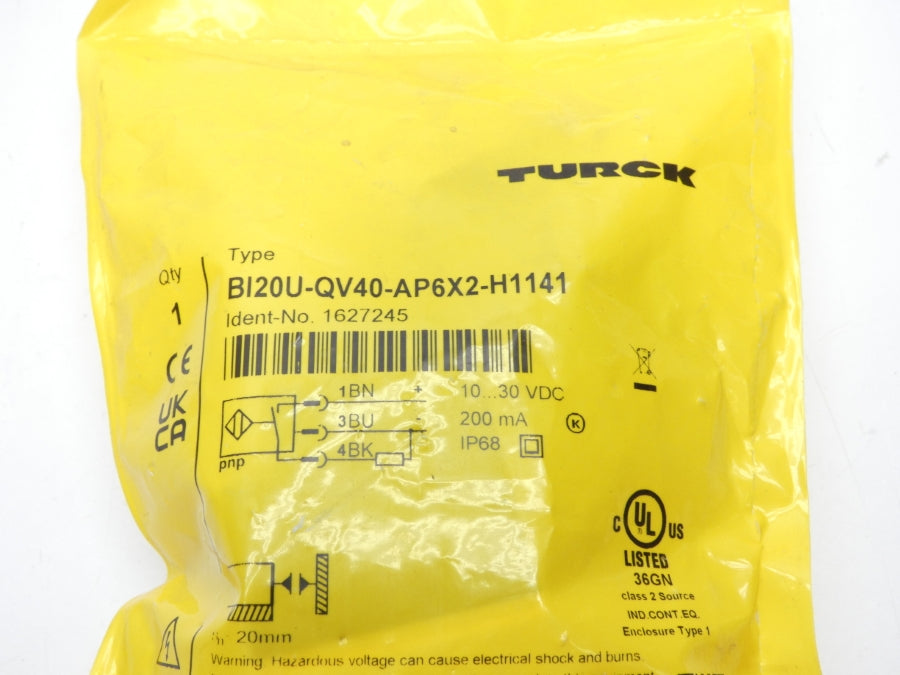 TURCK
Type
Qty
BI20U-QV40-AP6X2-H1141
1
Ident-No. 1627245
CE
UK
CA
1BN + 10...30 VDC
3BU - 200 mA K
4BK IP68
pnp
C UL US
LISTED
36GN
class 2 Source
IND.CONT.EQ.
Enclosure Type 1
20mm
Warning. Hazardous voltage can cause electrical shock and burns.